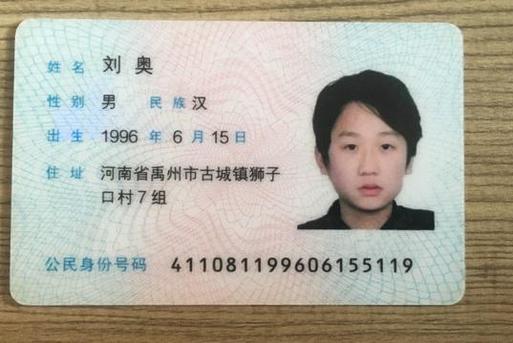 姓名 刘奥
性别 男 民族 汉
出生 1996 年 6 月 15 日
住址 河南省禹州市古城镇狮子
口村7组
公民身份号码 411081199606155119